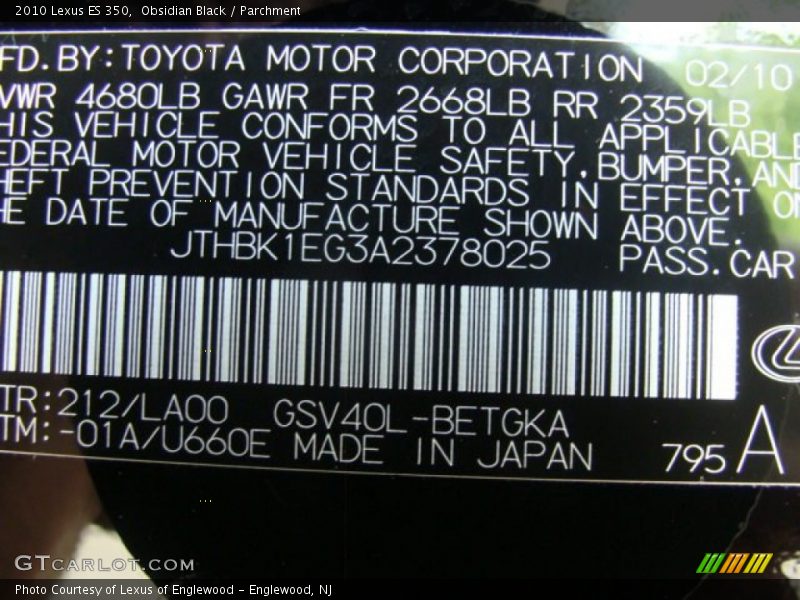 2010 Lexus ES 350, Obsidian Black / Parchment
FD.BY:TOYOTA MOTOR CORPORATION 02/10
VWR 4680LB GAWR FR 2668LB RR 2359LB
HIS VEHICLE CONFORMS TO ALL APPLICABLE
EDERAL MOTOR VEHICLE SAFETY,BUMPER,AND
HEFT PREVENTION STANDARDS IN EFFECT ON
HE DATE OF MANUFACTURE SHOWN ABOVE.
JTHBK1EG3A2378025 PASS.CAR
TR:212/LA00 GSV40L-BETGKA
TM:-01A/U660E MADE IN JAPAN 795 A
GTcarlot.com
Photo Courtesy of Lexus of Englewood - Englewood, NJ